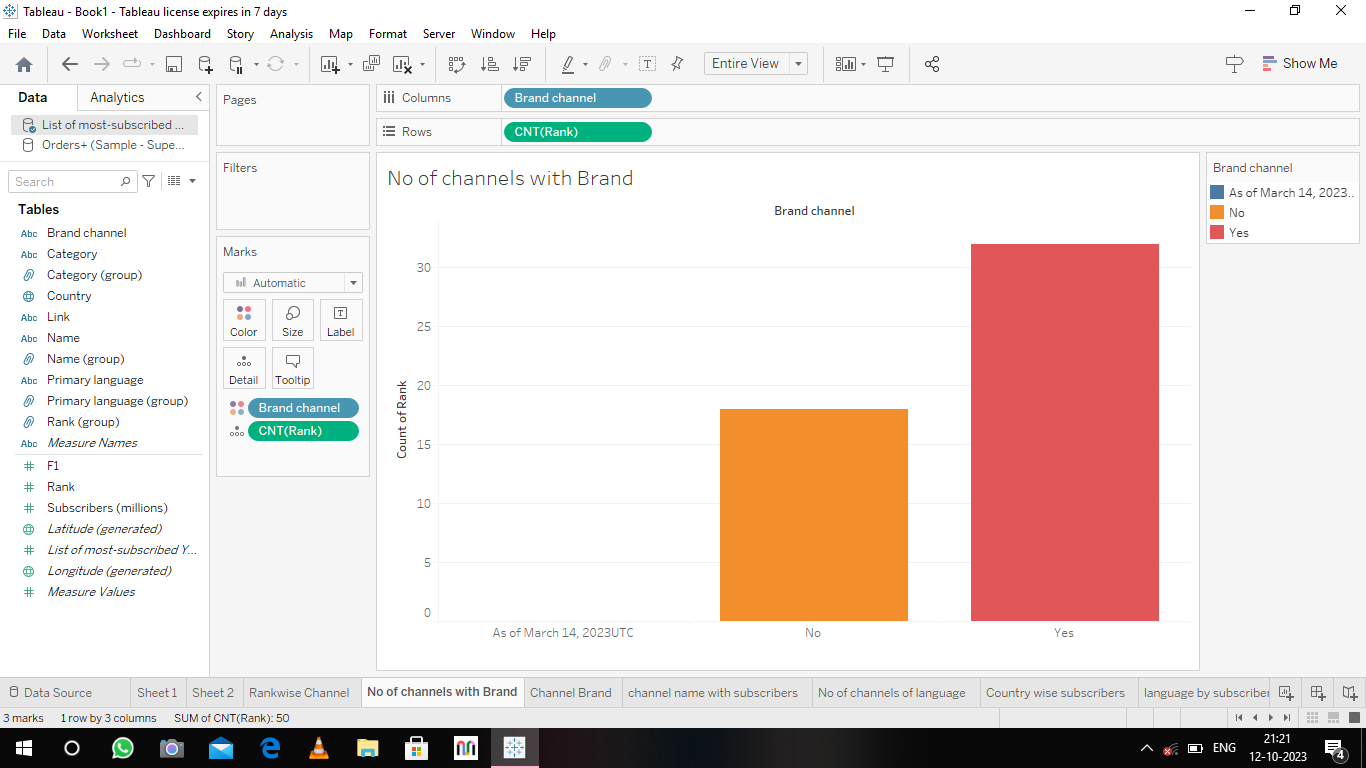 Tableau - Book1 - Tableau license expires in 7 days
File Data Worksheet Dashboard Story Analysis Map Format Server Window Help
Entire View
Show Me
Data Analytics
List of most-subscribed ...
Orders+ (Sample - Supe...
Search
Tables
Abc Brand channel
Abc Category
Category (group)
Country
Abc Link
Abc Name
Name (group)
Abc Primary language
Primary language (group)
Rank (group)
Abc Measure Names
F1
Rank
Subscribers (millions)
Latitude (generated)
List of most-subscribed Y...
Longitude (generated)
Measure Values
Pages
Filters
Marks
Automatic
Color Size Label
Detail Tooltip
Brand channel
CNT(Rank)
Columns Brand channel
Rows CNT(Rank)
No of channels with Brand
Brand channel
Count of Rank
30
25
20
15
10
5
0
As of March 14, 2023UTC No Yes
Brand channel
As of March 14, 2023..
No
Yes
Data Source Sheet 1 Sheet 2 Rankwise Channel No of channels with Brand Channel Brand channel name with subscribers No of channels of language Country wise subscribers language by subscriber
3 marks 1 row by 3 columns SUM of CNT(Rank): 50
ENG
21:21
12-10-2023
4